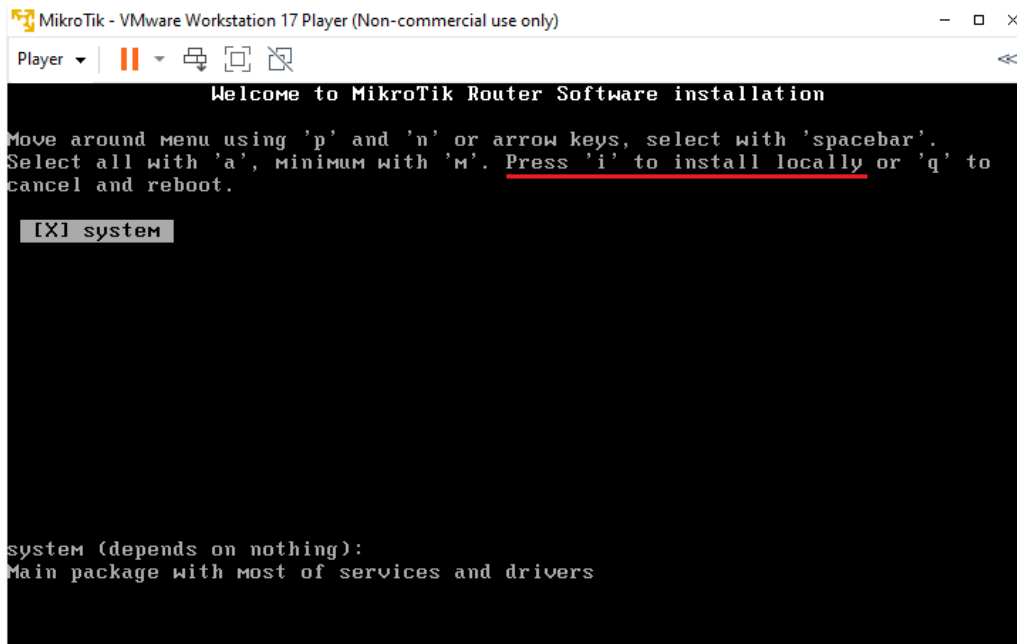 MikroTik - VMware Workstation 17 Player (Non-commercial use only)
Player
Welcome to MikroTik Router Software installation
Move around menu using 'p' and 'n' or arrow keys, select with 'spacebar'.
Select all with 'a', minimum with 'm'. Press 'i' to install locally or 'q' to
cancel and reboot.
[X] system
system (depends on nothing):
Main package with most of services and drivers